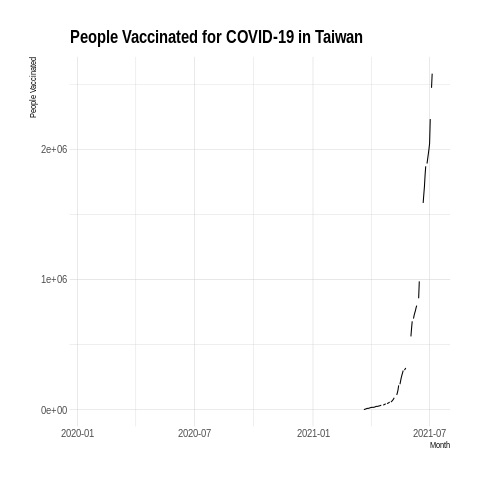 People Vaccinated for COVID-19 in Taiwan
People Vaccinated
2e+06
1e+06
0e+00
2020-01 2020-07 2021-01 2021-07
Month